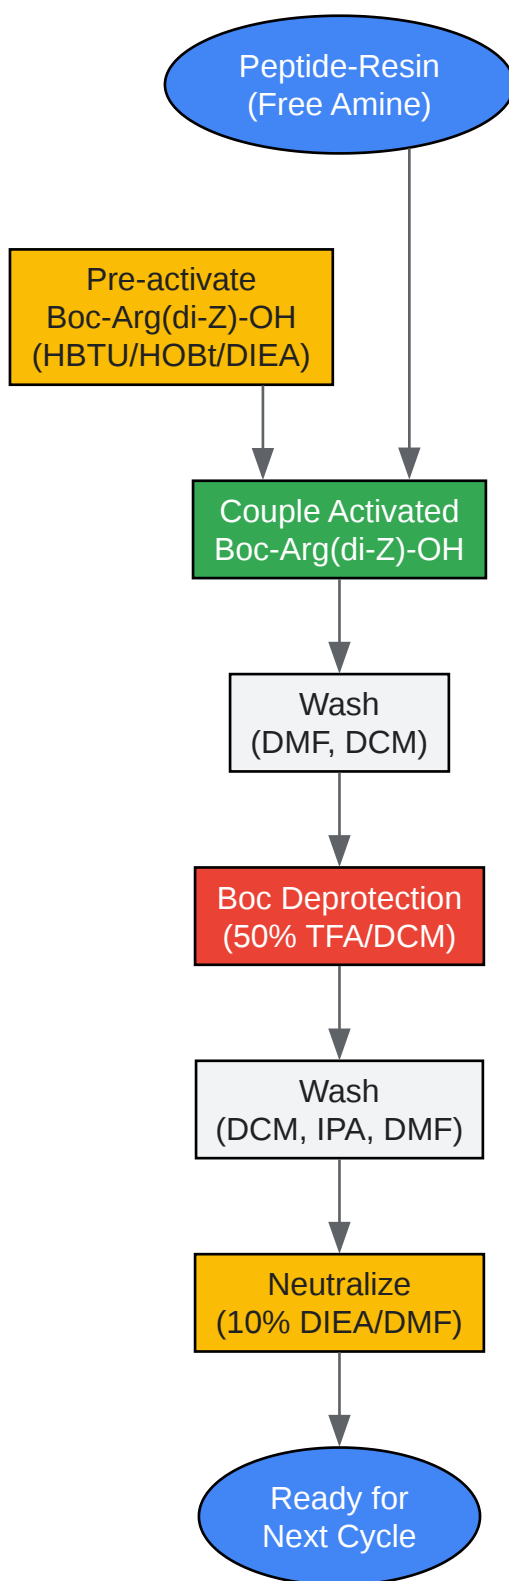 Peptide-Resin
(Free Amine)
Pre-activate
Boc-Arg(di-Z)-OH
(HBTU/HOBt/DIEA)
Couple Activated
Boc-Arg(di-Z)-OH
Wash
(DMF, DCM)
Boc Deprotection
(50% TFA/DCM)
Wash
(DCM, IPA, DMF)
Neutralize
(10% DIEA/DMF)
Ready for
Next Cycle